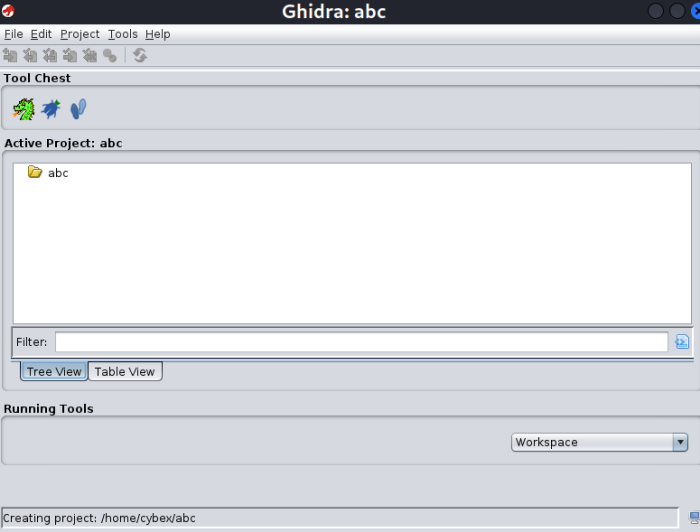 Ghidra: abc
File Edit Project Tools Help
Tool Chest
Active Project: abc
abc
Filter:
Tree View Table View
Running Tools
Workspace
Creating project: /home/cybex/abc